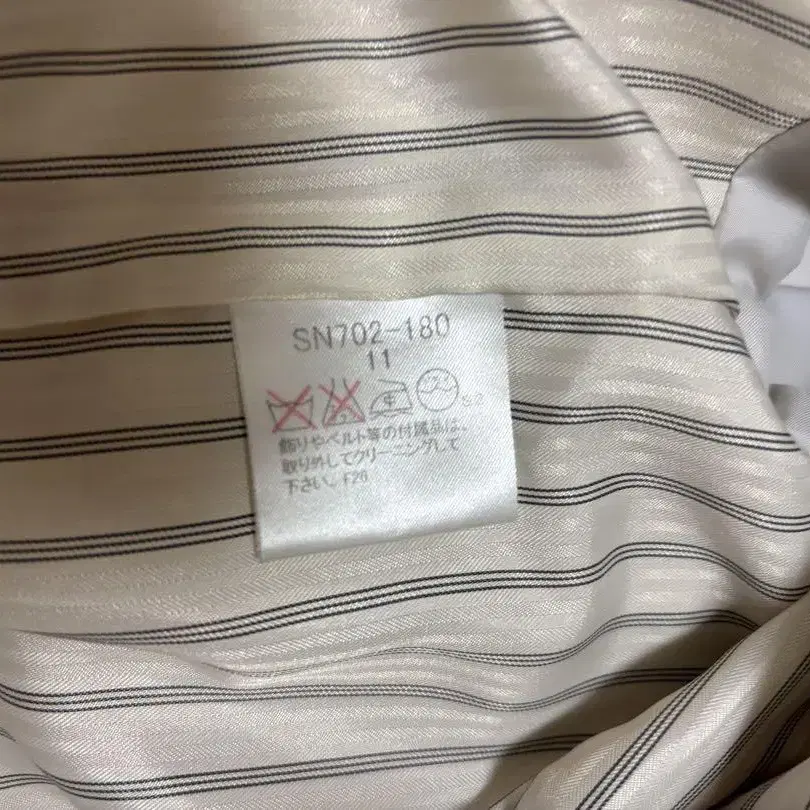 SN702-180
11
飾りやベルト等の付属品は、
取り外してクリーニングして
下さい。F20